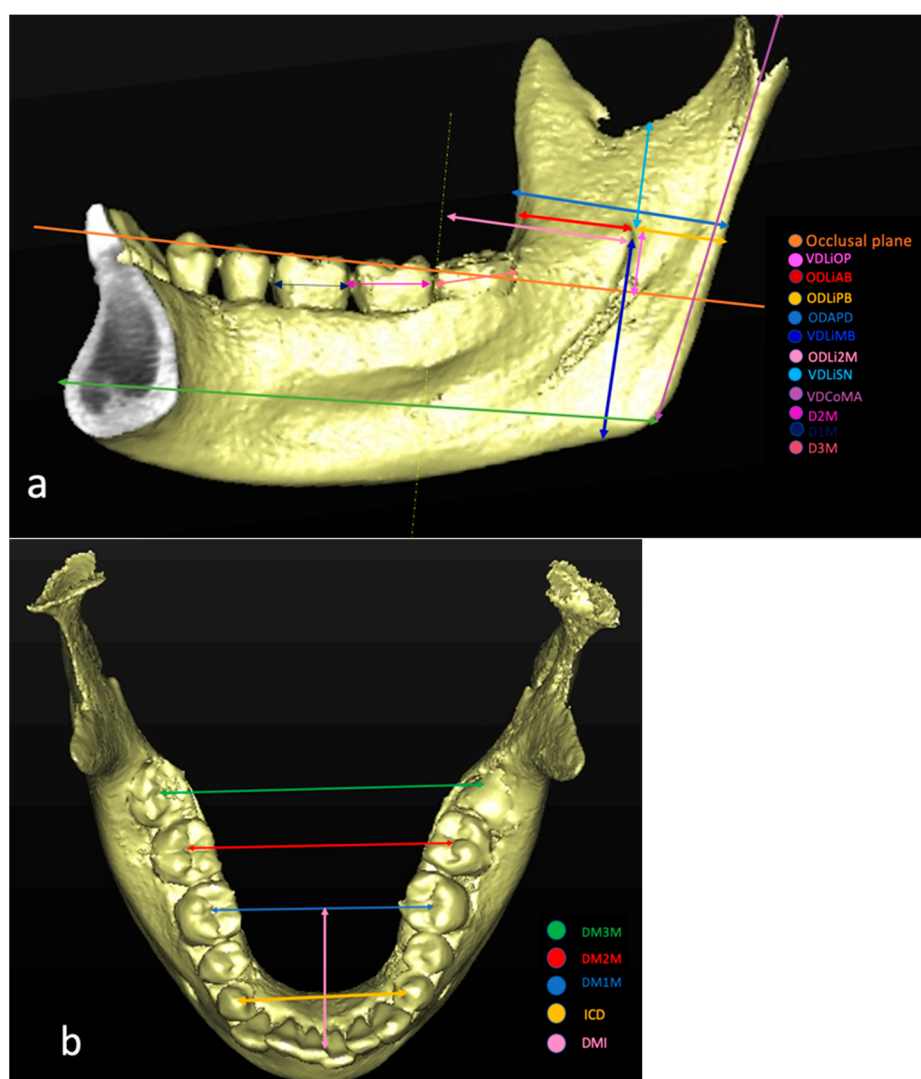 Occlusal plane
VDLiOP
ODLiAB
ODLiPB
ODAPD
VDLiMB
ODLi2M
VDLiSN
VDCoMA
D2M
D1M
D3M
a
DM3M
DM2M
DM1M
ICD
DMI
b